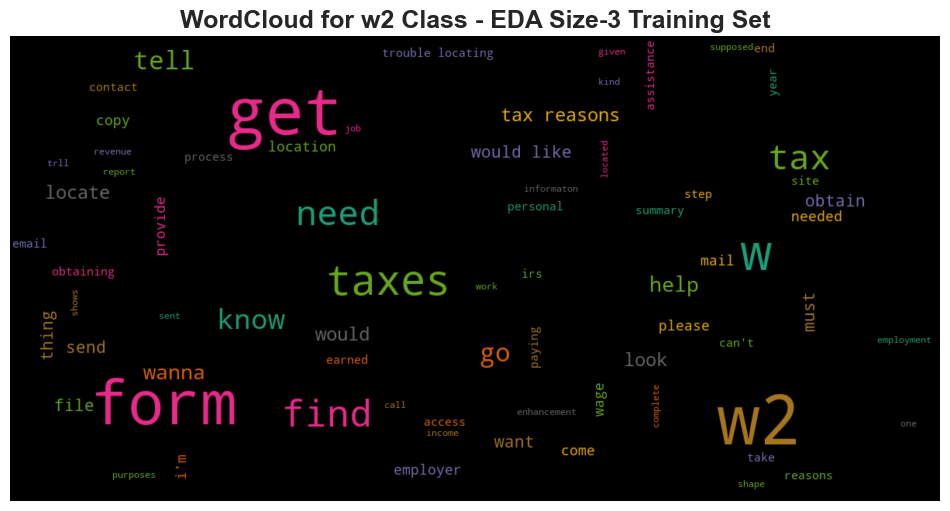 WordCloud for w2 Class - EDA Size-3 Training Set
tell
trouble locating
given
assistance
supposed
end
year
kind
contact
get
copy
job
tax reasons
location
process
would like
located
tax
revenue
trll
report
site
locate
informaton
step
obtain
provide
need
personal
summary
needed
email
w
mail
obtaining
irs
taxes
work
help
shows
thing
sent
know
would
please
must
can't
employment
send
go
paying
look
wanna
earned
wage
file
form
find
call
access
income
enhancement
complete
w2
one
want
come
i'm
purposes
employer
take
reasons
shape